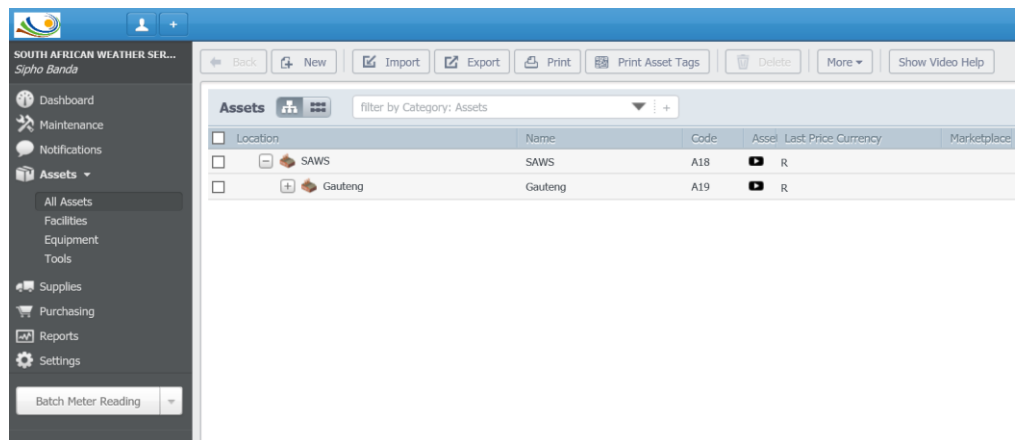 SOUTH AFRICAN WEATHER SER...
Sipho Banda
Dashboard
Maintenance
Notifications
Assets
All Assets
Facilities
Equipment
Tools
Supplies
Purchasing
Reports
Settings
Batch Meter Reading
Back New Import Export Print Print Asset Tags Delete More Show Video Help
Assets filter by Category: Assets
Location Name Code Asse Last Price Currency Marketplace
SAWS SAWS A18 R
Gauteng Gauteng A19 R